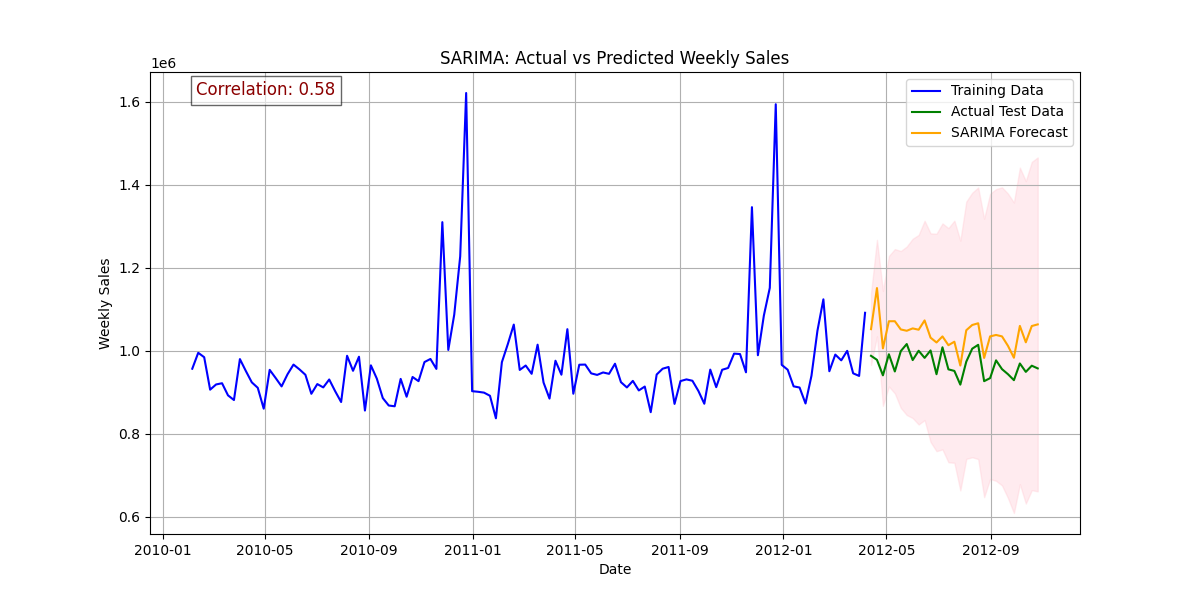 SARIMA: Actual vs Predicted Weekly Sales
1e6
Correlation: 0.58
Training Data
Actual Test Data
SARIMA Forecast
1.6
1.4
1.2
1.0
0.8
0.6
Weekly Sales
2010-01 2010-05 2010-09 2011-01 2011-05 2011-09 2012-01 2012-05 2012-09
Date